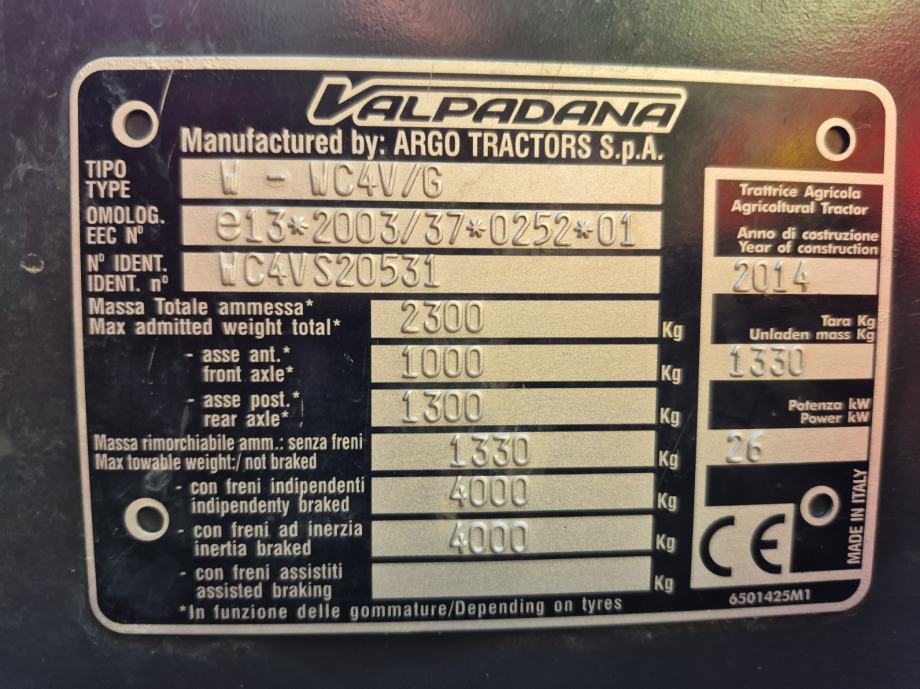 VALPADANA
Manufactured by: ARGO TRACTORS S.p.A.
TIPO
TYPE
W - WC4V/G
OMOLOG.
EEC Nº
e13*2003/37*0252*01
Nº IDENT.
IDENT. nº
WC4VS20531
Massa Totale ammessa*
Max admitted weight total*
2300 Kg
- asse ant.*
front axle*
1000 Kg
- asse post.*
rear axle*
1300 Kg
Massa rimorchiabile amm.: senza freni
Max towable weight:/ not braked
1330 Kg
- con freni indipendenti
indipendenty braked
4000 Kg
- con freni ad inerzia
inertia braked
4000 Kg
- con freni assistiti
assisted braking
Kg
*In funzione delle gommature/Depending on tyres
Trattrice Agricola
Agricoltural Tractor
Anno di costruzione
Year of construction
2014
Tara Kg
Unladen mass Kg
1330
Potenza kW
Power kW
26
CE
MADE IN ITALY
6501425M1